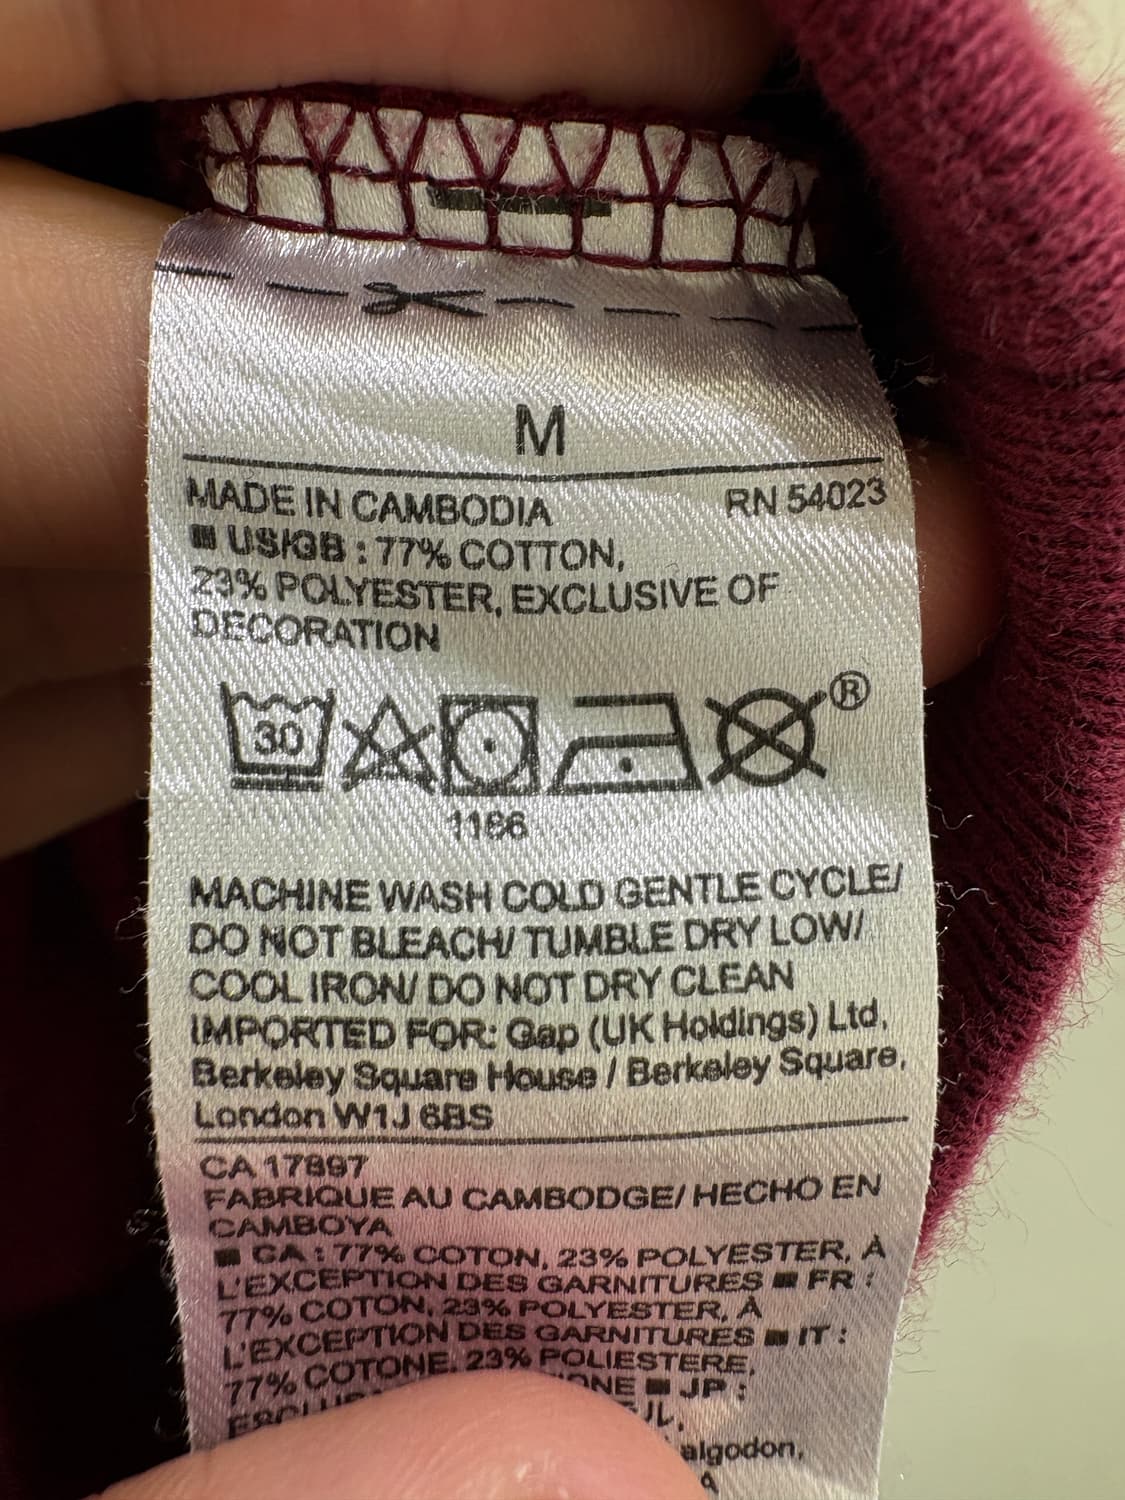 M
MADE IN CAMBODIA RN 54023
■ US/GB : 77% COTTON,
23% POLYESTER, EXCLUSIVE OF
DECORATION
30
®
1166
MACHINE WASH COLD GENTLE CYCLE/
DO NOT BLEACH/ TUMBLE DRY LOW/
COOL IRON/ DO NOT DRY CLEAN
IMPORTED FOR: Gap (UK Holdings) Ltd,
Berkeley Square House / Berkeley Square,
London W1J 6BS
CA 17897
FABRIQUE AU CAMBODGE/ HECHO EN
CAMBOYA
■ CA : 77% COTON, 23% POLYESTER, À
L'EXCEPTION DES GARNITURES ■ FR :
77% COTON, 23% POLYESTER, À
L'EXCEPTION DES GARNITURES ■ IT :
77% COTONE, 23% POLIESTERE,
■ JP :
algodon,